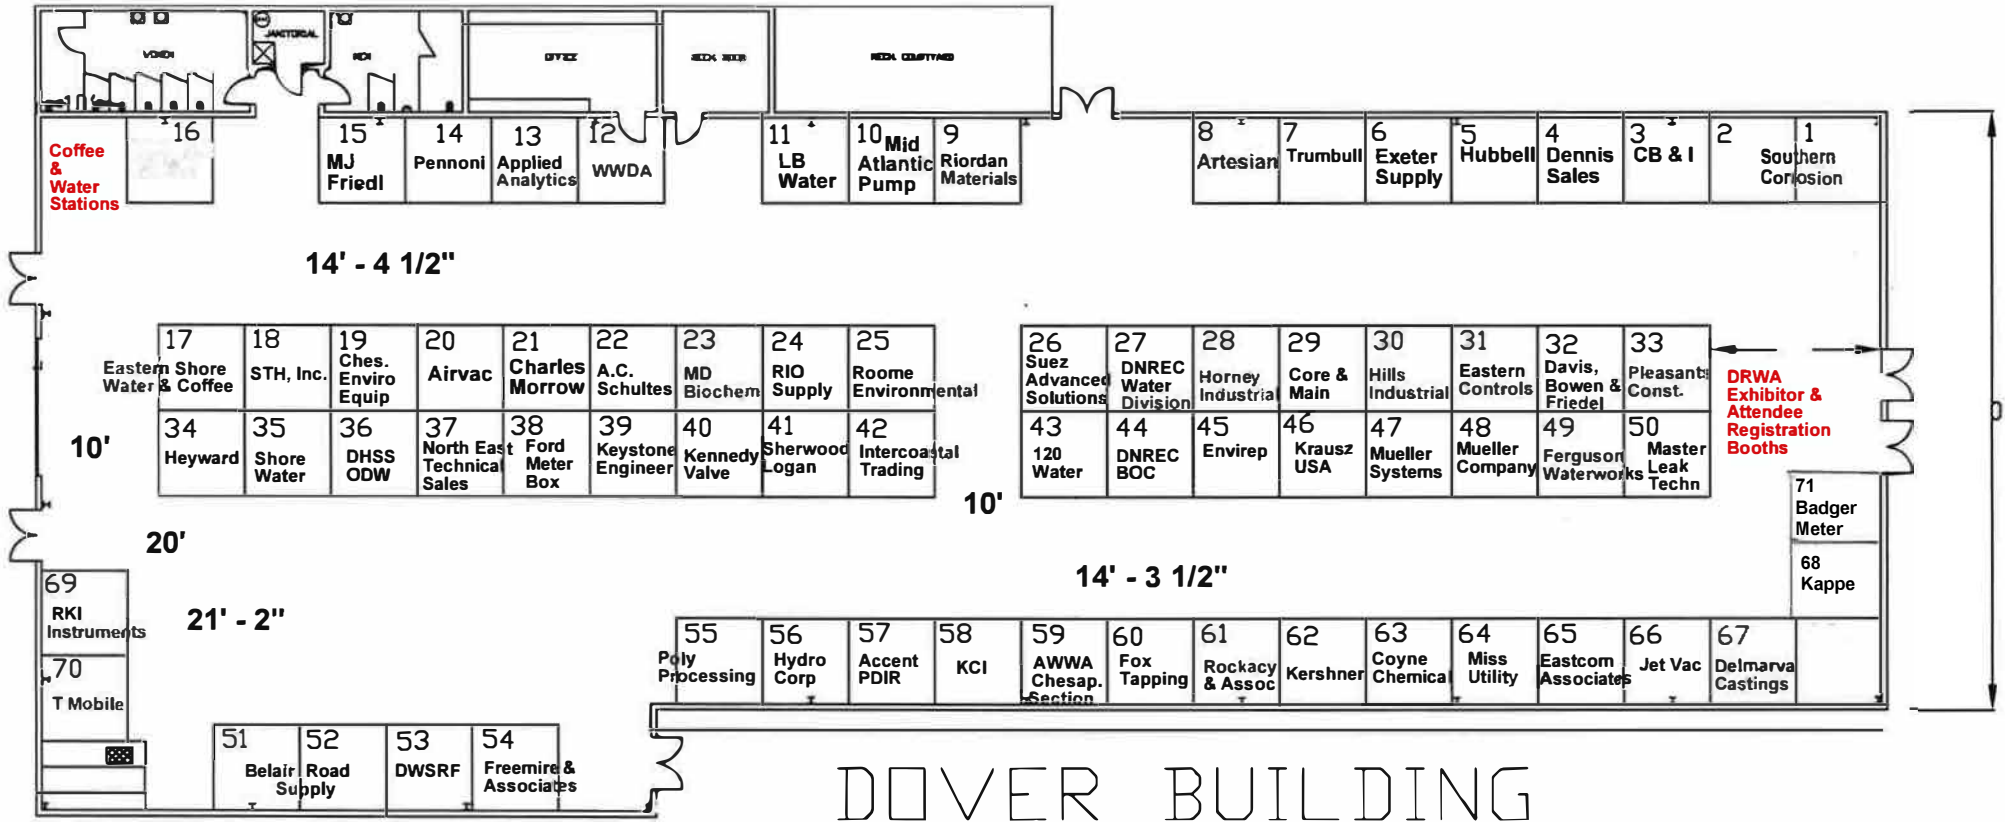 WOMEN
JANITORIAL
MEN
OFFICE
MECH. ROOM
MECH. COURTYARD
Coffee
&
Water
Stations
16
15
MJ
Friedl
14
Pennoni
13
Applied
Analytics
12
WWDA
11
LB
Water
10
Mid
Atlantic
Pump
9
Riordan
Materials
8
Artesian
7
Trumbull
6
Exeter
Supply
5
Hubbell
4
Dennis
Sales
3
CB & I
2
1
Southern
Corrosion
14' - 4 1/2"
17
Eastern Shore
Water & Coffee
18
STH, Inc.
19
Ches.
Enviro
Equip
20
Airvac
21
Charles
Morrow
22
A.C.
Schultes
23
MD
Biochem
24
RIO
Supply
25
Roome
Environmental
26
Suez
Advanced
Solutions
27
DNREC
Water
Division
28
Horney
Industrial
29
Core &
Main
30
Hills
Industrial
31
Eastern
Controls
32
Davis,
Bowen &
Friedel
33
Pleasants
Const.
DRWA
Exhibitor &
Attendee
Registration
Booths
10'
34
Heyward
35
Shore
Water
36
DHSS
ODW
37
North East
Technical
Sales
38
Ford
Meter
Box
39
Keystone
Engineer
40
Kennedy
Valve
41
Sherwood
Logan
42
Intercoastal
Trading
10'
43
120
Water
44
DNREC
BOC
45
Envirep
46
Krausz
USA
47
Mueller
Systems
48
Mueller
Company
49
Ferguson
Waterworks
50
Master
Leak
Techn
71
Badger
Meter
68
Kappe
20'
14' - 3 1/2"
69
RKI
Instruments
21' - 2"
70
T Mobile
55
Poly
Processing
56
Hydro
Corp
57
Accent
PDIR
58
KCI
59
AWWA
Chesap.
Section
60
Fox
Tapping
61
Rockacy
& Assoc
62
Kershner
63
Coyne
Chemical
64
Miss
Utility
65
Eastcom
Associates
66
Jet Vac
67
Delmarva
Castings
51
52
Belair Road
Supply
53
DWSRF
54
Freemire &
Associates
DOVER BUILDING